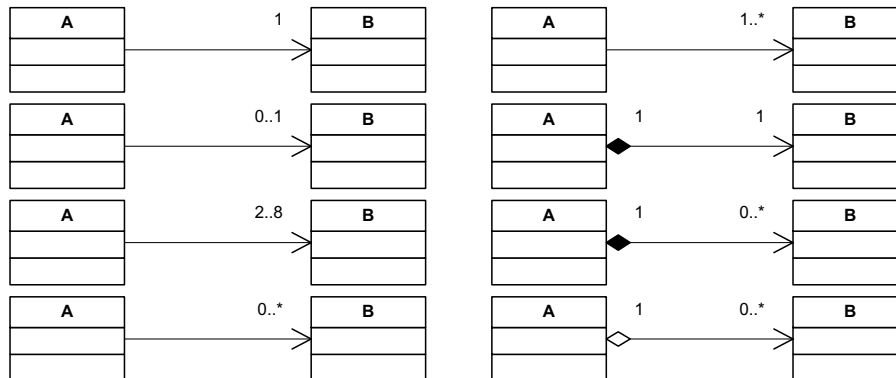 A 1 B
A 1..* B
A 0..1 B
A 1 1 B
A 2..8 B
A 1 0..* B
A 0..* B
A 1 0..* B